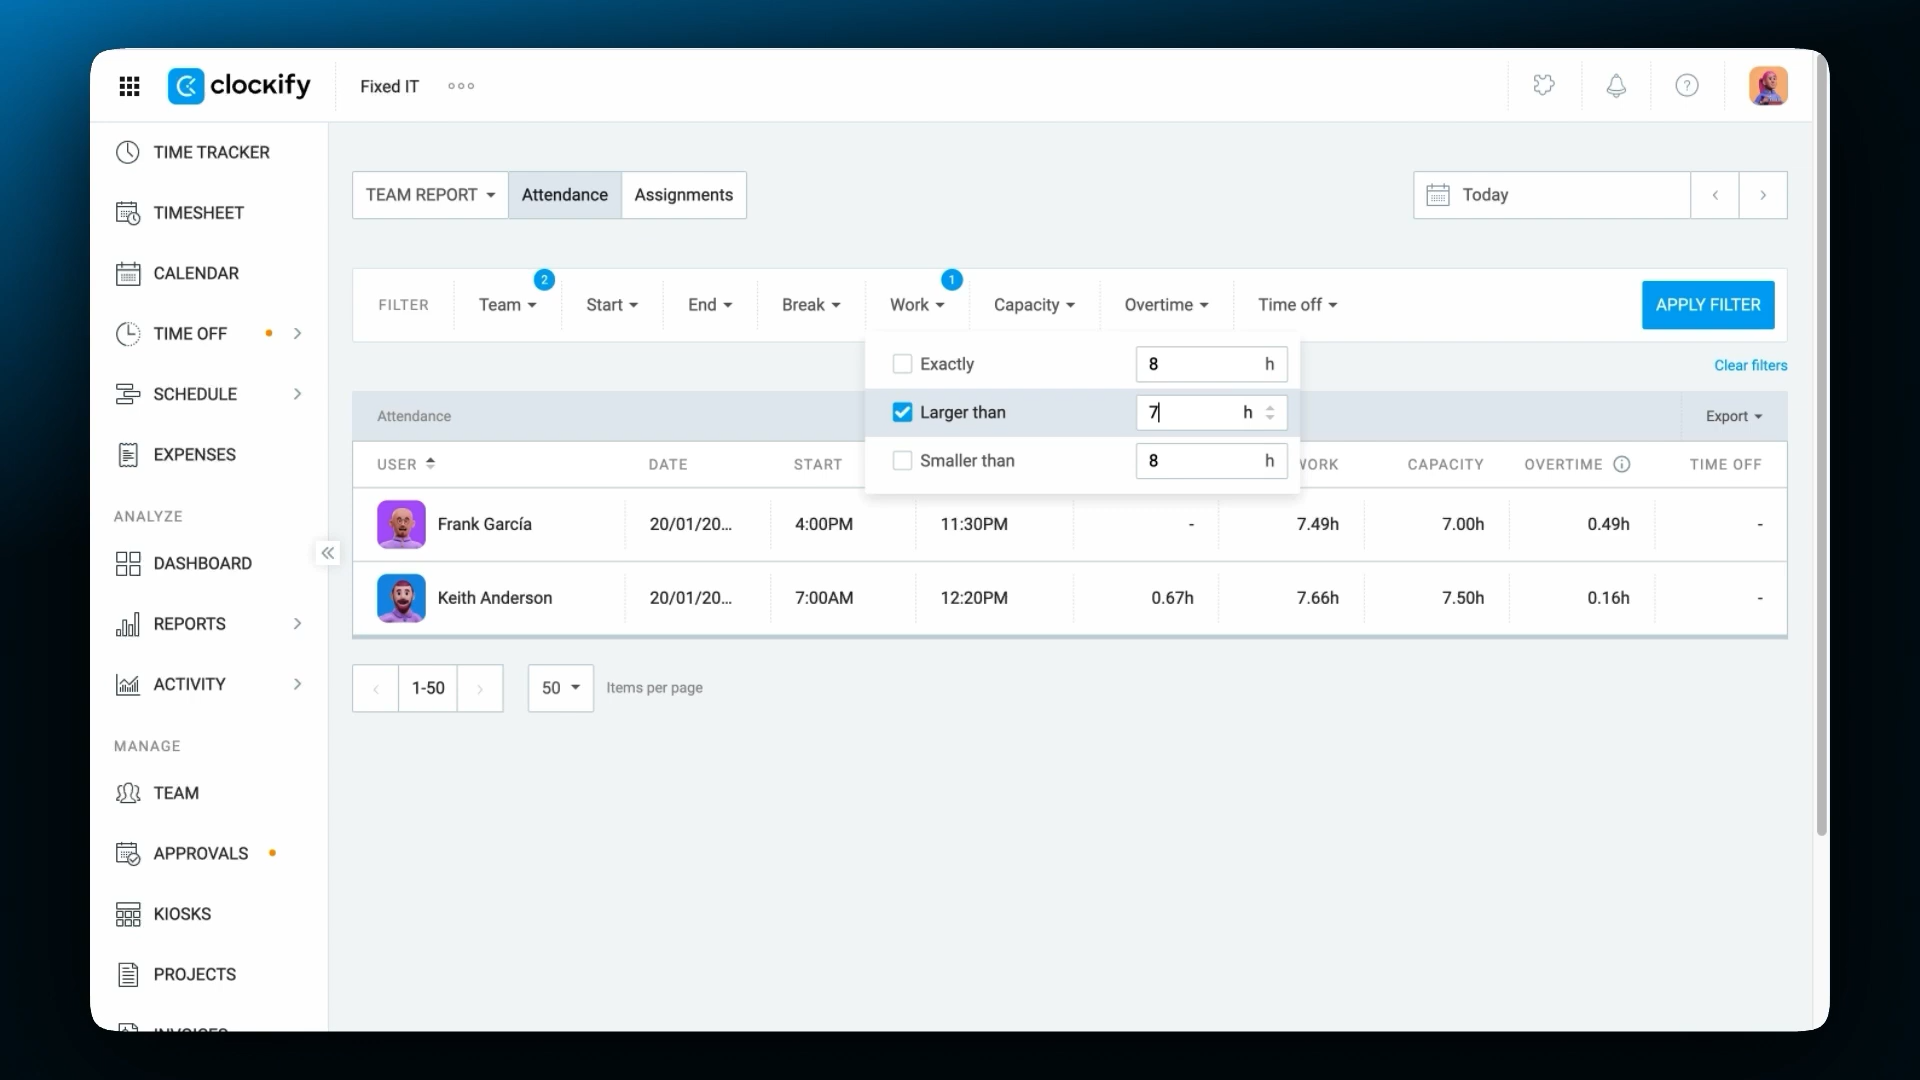 clockify
Fixed IT
TIME TRACKER
TIMESHEET
CALENDAR
TIME OFF
SCHEDULE
EXPENSES
ANALYZE
DASHBOARD
REPORTS
ACTIVITY
MANAGE
TEAM
APPROVALS
KIOSKS
PROJECTS
INVOICES
TEAM REPORT Attendance Assignments
Today
FILTER Team 2 Start End Break Work 1 Capacity Overtime Time off APPLY FILTER
Exactly 8 h
Larger than 7 h
Smaller than 8 h
Clear filters
Attendance Export
USER DATE START WORK CAPACITY OVERTIME TIME OFF
Frank García 20/01/20... 4:00PM 11:30PM - 7.49h 7.00h 0.49h -
Keith Anderson 20/01/20... 7:00AM 12:20PM 0.67h 7.66h 7.50h 0.16h -
1-50 50 Items per page